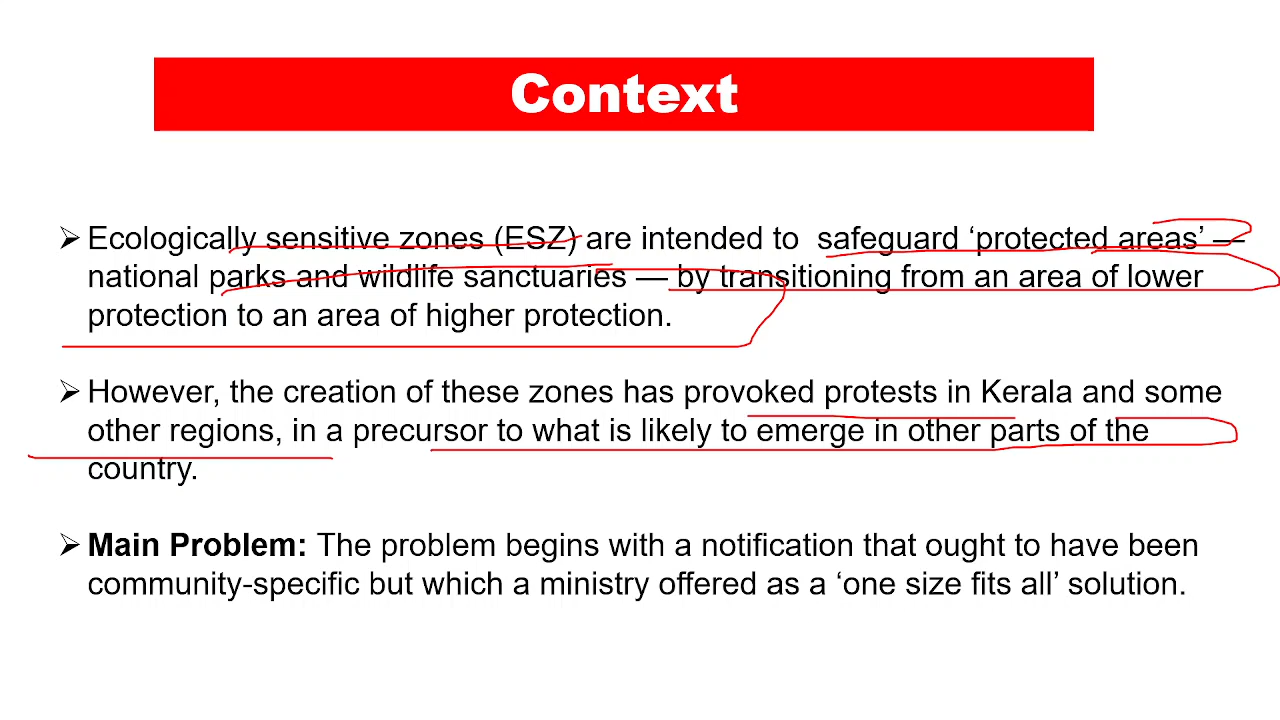 Context
➢ Ecologically sensitive zones (ESZ) are intended to  safeguard ‘protected areas’ —
national parks and wildlife sanctuaries — by transitioning from an area of lower
protection to an area of higher protection.
➢ However, the creation of these zones has provoked protests in Kerala and some
other regions, in a precursor to what is likely to emerge in other parts of the
country.
➢ Main Problem: The problem begins with a notification that ought to have been
community-specific but which a ministry offered as a ‘one size fits all’ solution.